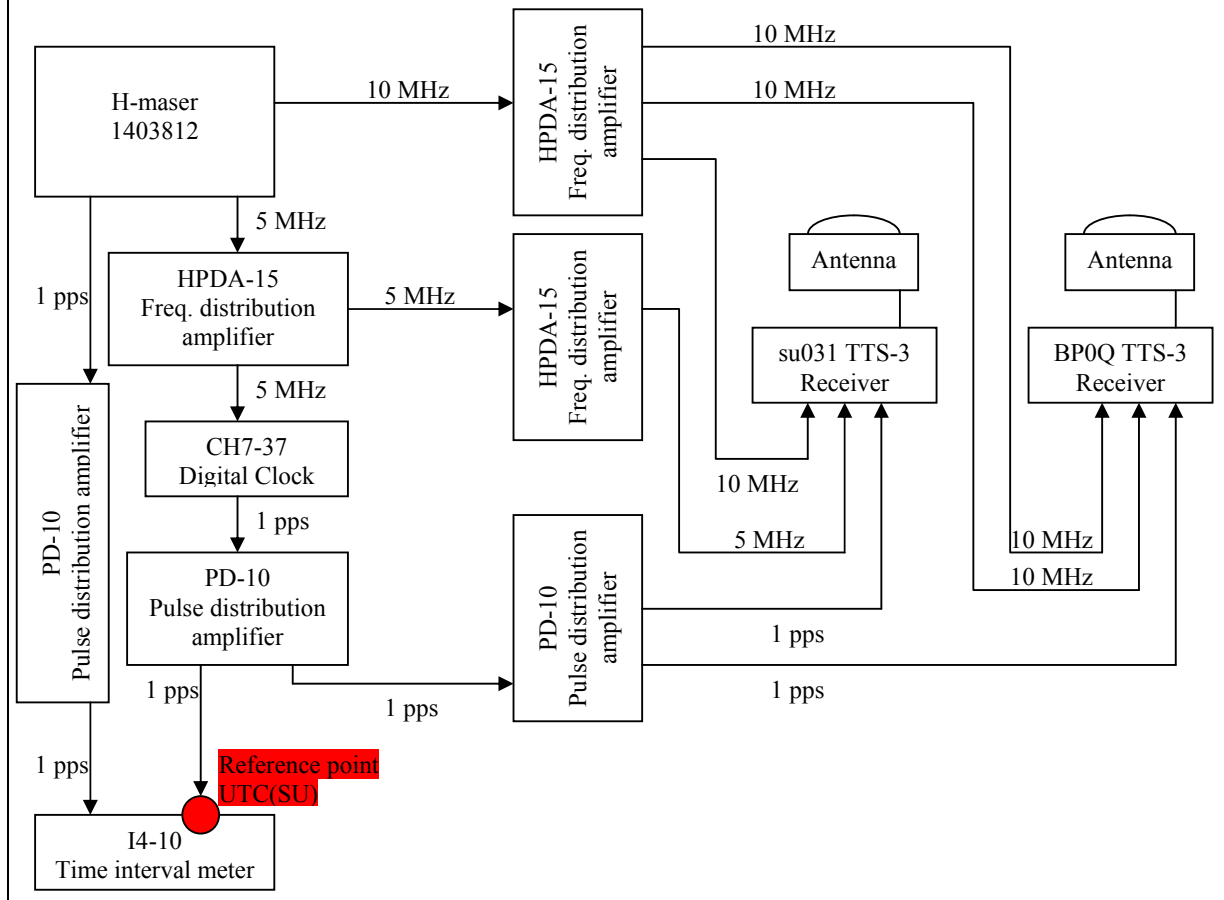 10 MHz
H-maser
1403812
10 MHz
HPDA-15
Freq. distribution
amplifier
10 MHz
5 MHz
1 pps
HPDA-15
Freq. distribution
amplifier
5 MHz
HPDA-15
Freq. distribution
amplifier
Antenna
Antenna
su031 TTS-3
Receiver
BP0Q TTS-3
Receiver
5 MHz
CH7-37
Digital Clock
PD-10
Pulse distribution amplifier
10 MHz
1 pps
5 MHz
10 MHz
10 MHz
PD-10
Pulse distribution
amplifier
PD-10
Pulse distribution
amplifier
1 pps
1 pps
1 pps
1 pps
1 pps
Reference point
UTC(SU)
I4-10
Time interval meter